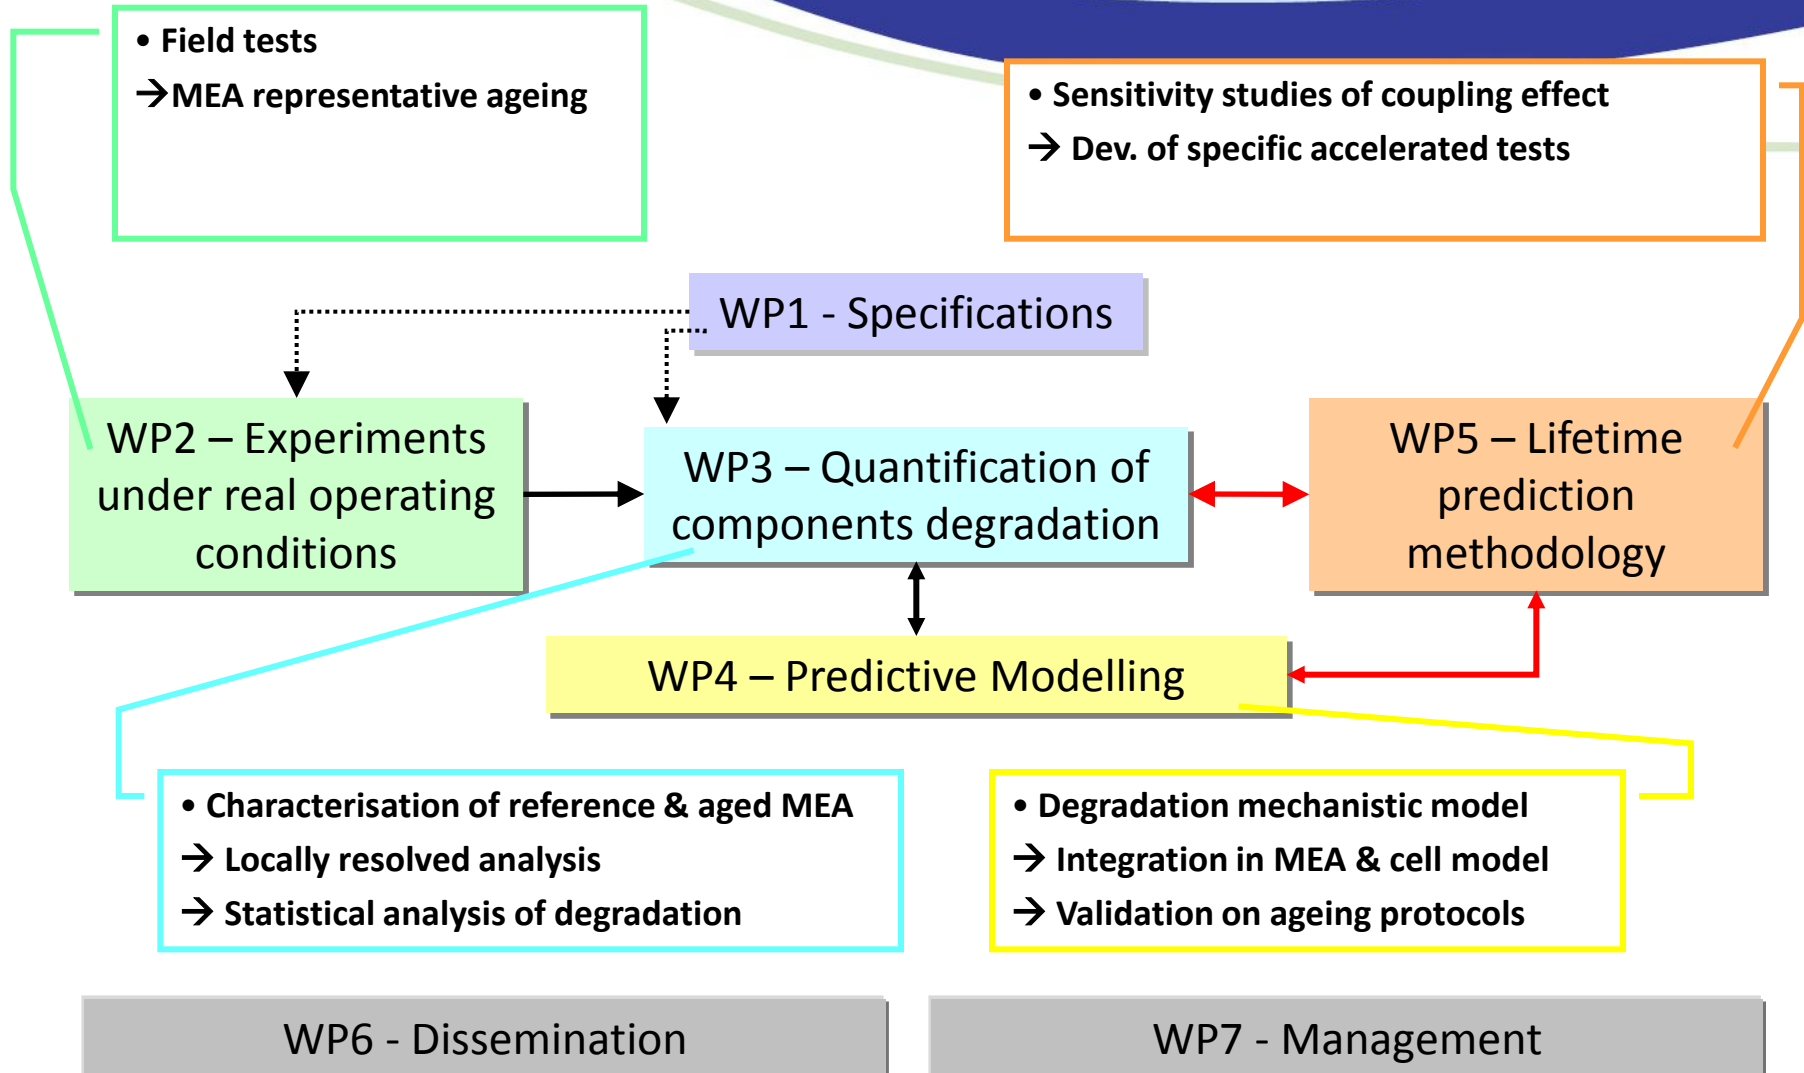 • Field tests
→MEA representative ageing
• Sensitivity studies of coupling effect
→ Dev. of specific accelerated tests
WP1 - Specifications
WP2 – Experiments
under real operating
conditions
WP3 – Quantification of
components degradation
WP5 – Lifetime
prediction
methodology
WP4 – Predictive Modelling
• Characterisation of reference & aged MEA
→ Locally resolved analysis
→ Statistical analysis of degradation
• Degradation mechanistic model
→ Integration in MEA & cell model
→ Validation on ageing protocols
WP6 - Dissemination
WP7 - Management